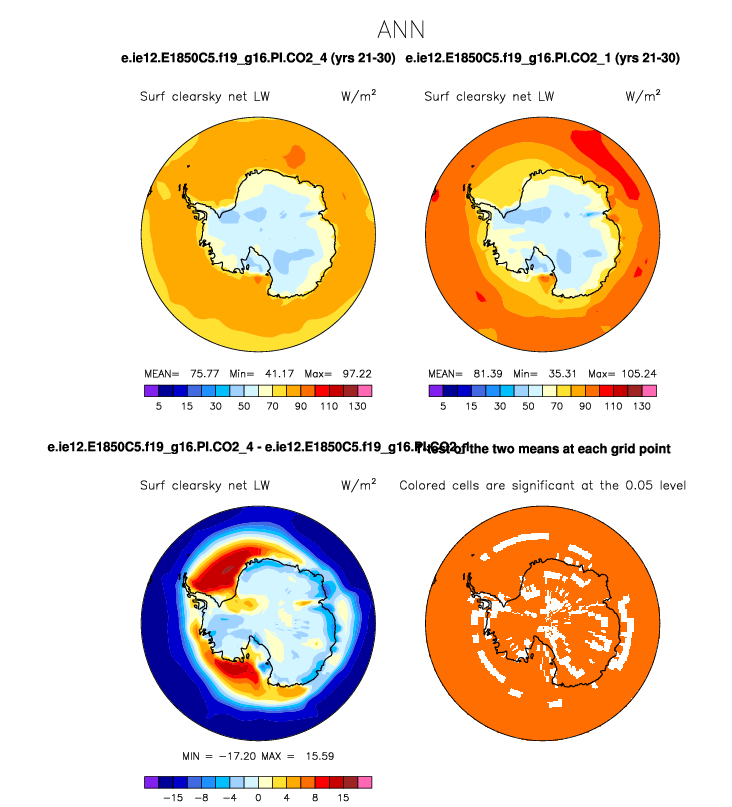 ANN
e.ie12.E1850C5.f19_g16.PI.CO2_4 (yrs 21-30) e.ie12.E1850C5.f19_g16.PI.CO2_1 (yrs 21-30)
Surf clearsky net LW W/m²
Surf clearsky net LW W/m²
MEAN= 75.77 Min= 41.17 Max= 97.22
MEAN= 81.39 Min= 35.31 Max= 105.24
5 15 30 50 70 90 110 130
5 15 30 50 70 90 110 130
e.ie12.E1850C5.f19_g16.PI.CO2_4 - e.ie12.E1850C5.f19_g16.PI.CO2_1
T-test of the two means at each grid point
Surf clearsky net LW W/m²
Colored cells are significant at the 0.05 level
MIN = −17.20 MAX = 15.59
−15 −8 −4 0 4 8 15